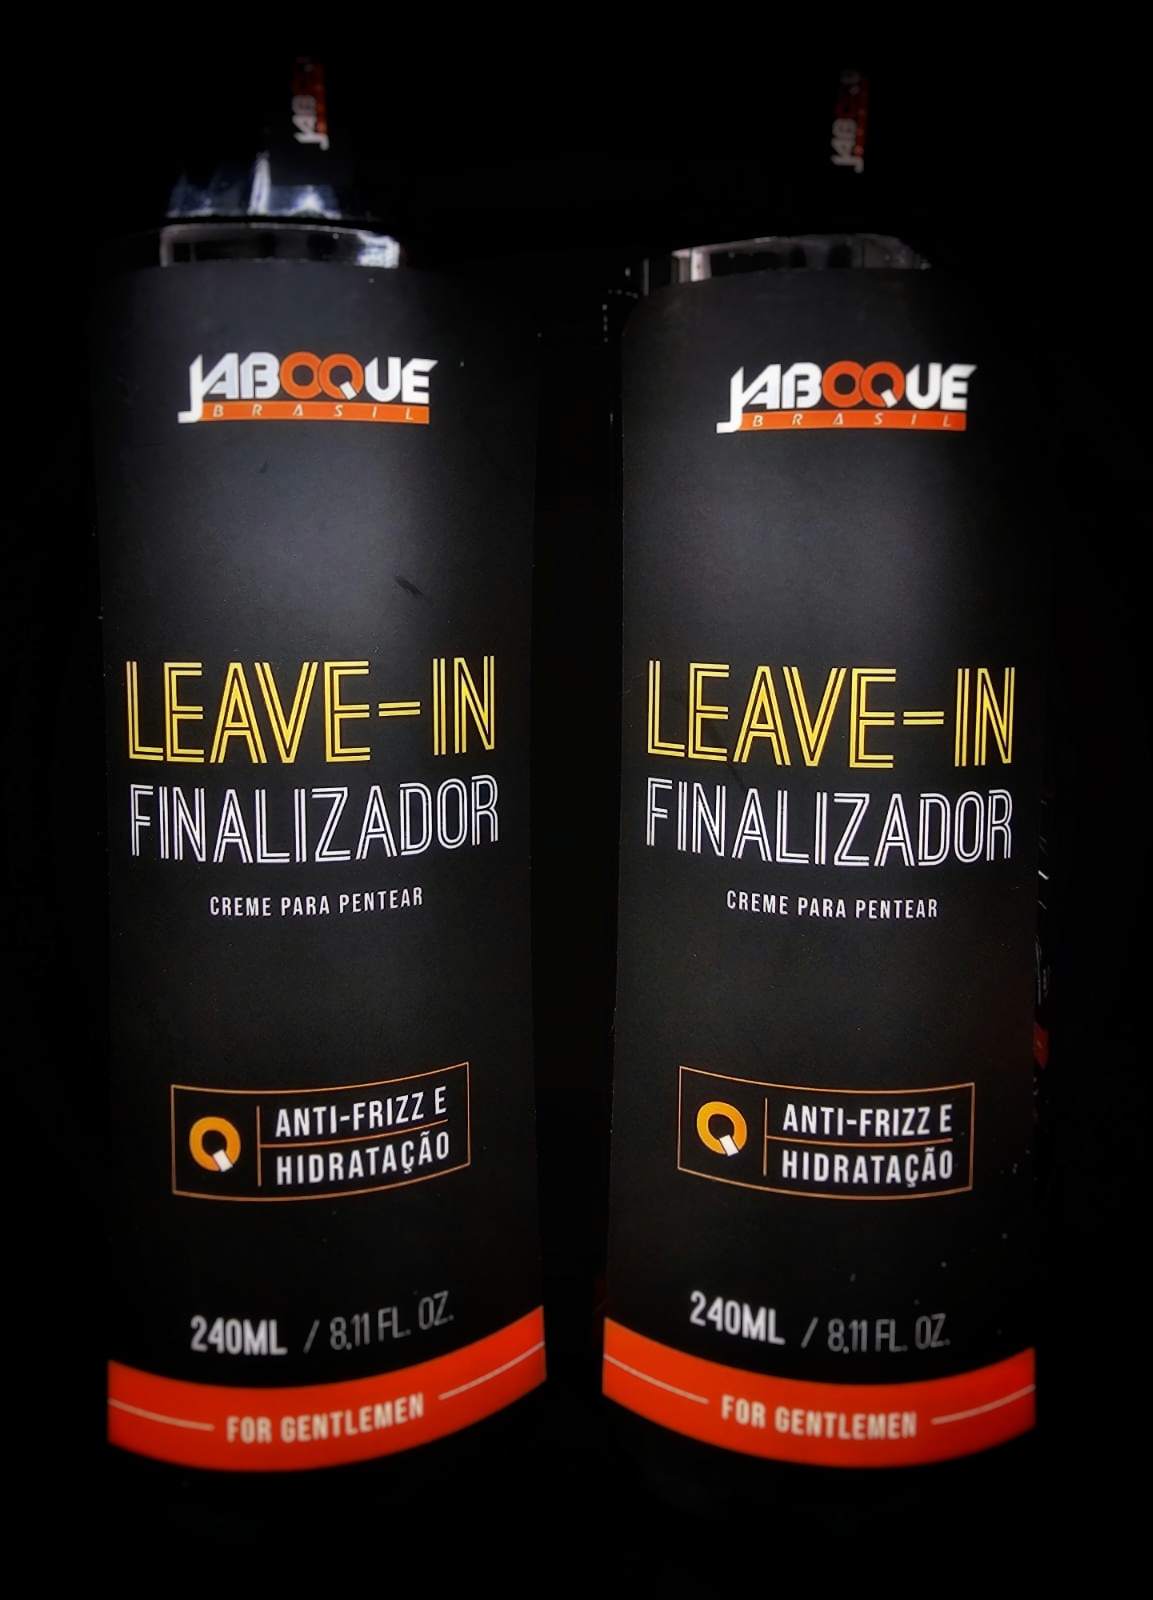 JABOQUE
BRASIL
LEAVE-IN
FINALIZADOR
CREME PARA PENTEAR
Q
ANTI-FRIZZ E
HIDRATAÇÃO
240ML / 8.11 FL. OZ.
FOR GENTLEMEN
JABOQUE
BRASIL
LEAVE-IN
FINALIZADOR
CREME PARA PENTEAR
Q
ANTI-FRIZZ E
HIDRATAÇÃO
240ML / 8.11 FL. OZ.
FOR GENTLEMEN